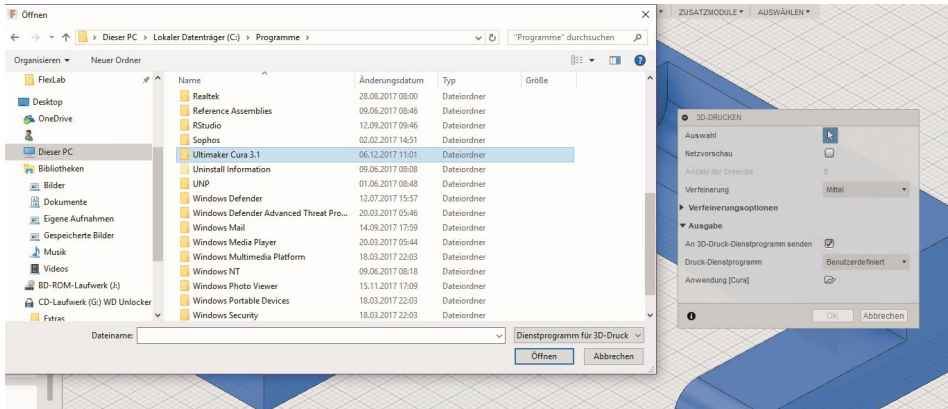 Öffnen
ZUSATZMODULE AUSWÄHLEN
Dieser PC > Lokaler Datenträger (C:) > Programme >
"Programme" durchsuchen
Organisieren Neuer Ordner
FlexLab
Desktop
OneDrive
Dieser PC
Bibliotheken
Bilder
Dokumente
Eigene Aufnahmen
Gespeicherte Bilder
Musik
Videos
BD-ROM-Laufwerk (J:)
CD-Laufwerk (G:) WD Unlocker
Extras
Name Änderungsdatum Typ Größe
Realtek 28.08.2017 08:00 Dateiordner
Reference Assemblies 09.06.2017 08:46 Dateiordner
RStudio 12.09.2017 09:46 Dateiordner
Sophos 02.02.2017 14:51 Dateiordner
Ultimaker Cura 3.1 06.12.2017 11:01 Dateiordner
Uninstall Information 09.06.2017 08:08 Dateiordner
UNP 01.06.2017 08:48 Dateiordner
Windows Defender 12.07.2017 15:57 Dateiordner
Windows Defender Advanced Threat Pro... 20.03.2017 05:46 Dateiordner
Windows Mail 14.09.2017 17:59 Dateiordner
Windows Media Player 20.03.2017 05:44 Dateiordner
Windows Multimedia Platform 18.03.2017 22:03 Dateiordner
Windows NT 09.06.2017 08:18 Dateiordner
Windows Photo Viewer 15.11.2017 17:09 Dateiordner
Windows Portable Devices 18.03.2017 22:03 Dateiordner
Windows Security 18.03.2017 22:03 Dateiordner
Dateiname:
Dienstprogramm für 3D-Druck
Öffnen Abbrechen
3D-DRUCKEN
Auswahl
Netzvorschau
Anzahl der Dreiecke 0
Verfeinerung Mittel
Verfeinerungsoptionen
Ausgabe
An 3D-Druck-Dienstprogramm senden
Druck-Dienstprogramm Benutzerdefiniert
Anwendung [Cura]
OK Abbrechen